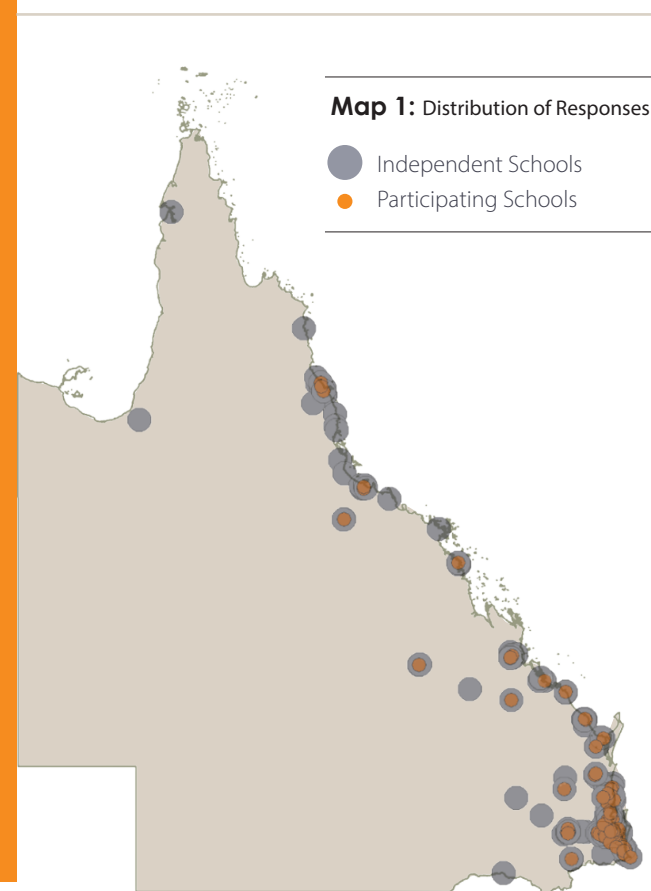 Map 1: Distribution of Responses
Independent Schools
Participating Schools